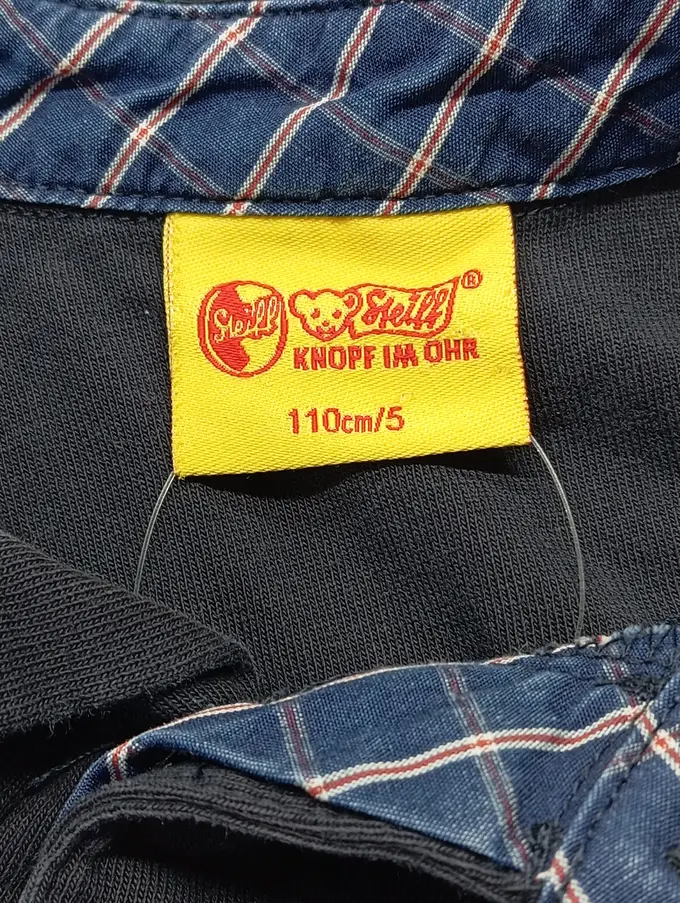 Steiff Steiff ®
KNOPF IM OHR
110cm/5